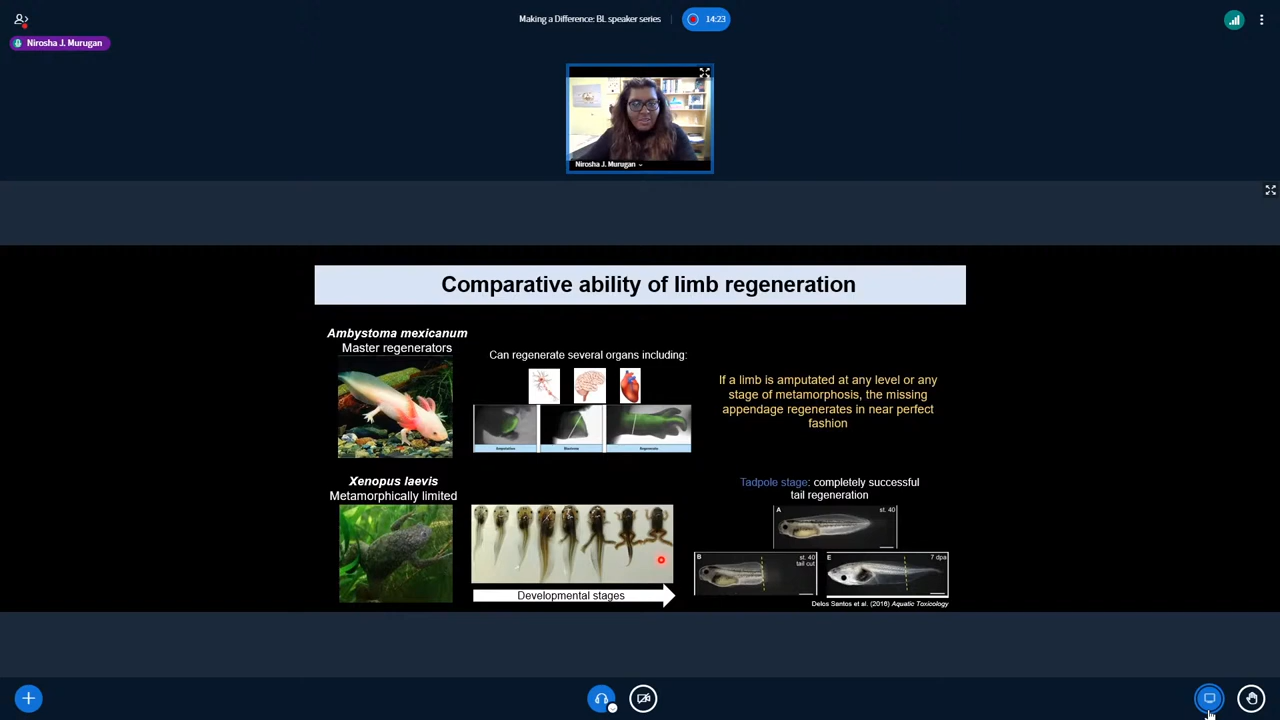 Making a Difference: BL speaker series
14:23
Nirosha J. Murugan
Nirosha J. Murugan
Comparative ability of limb regeneration
Ambystoma mexicanum
Master regenerators
Can regenerate several organs including:
If a limb is amputated at any level or any
stage of metamorphosis, the missing
appendage regenerates in near perfect
fashion
Xenopus laevis
Metamorphically limited
Developmental stages
Tadpole stage: completely successful
tail regeneration
A
st. 40
B
st. 40
tail cut
E
7 dpa
Delos Santos et al. (2016) Aquatic Toxicology